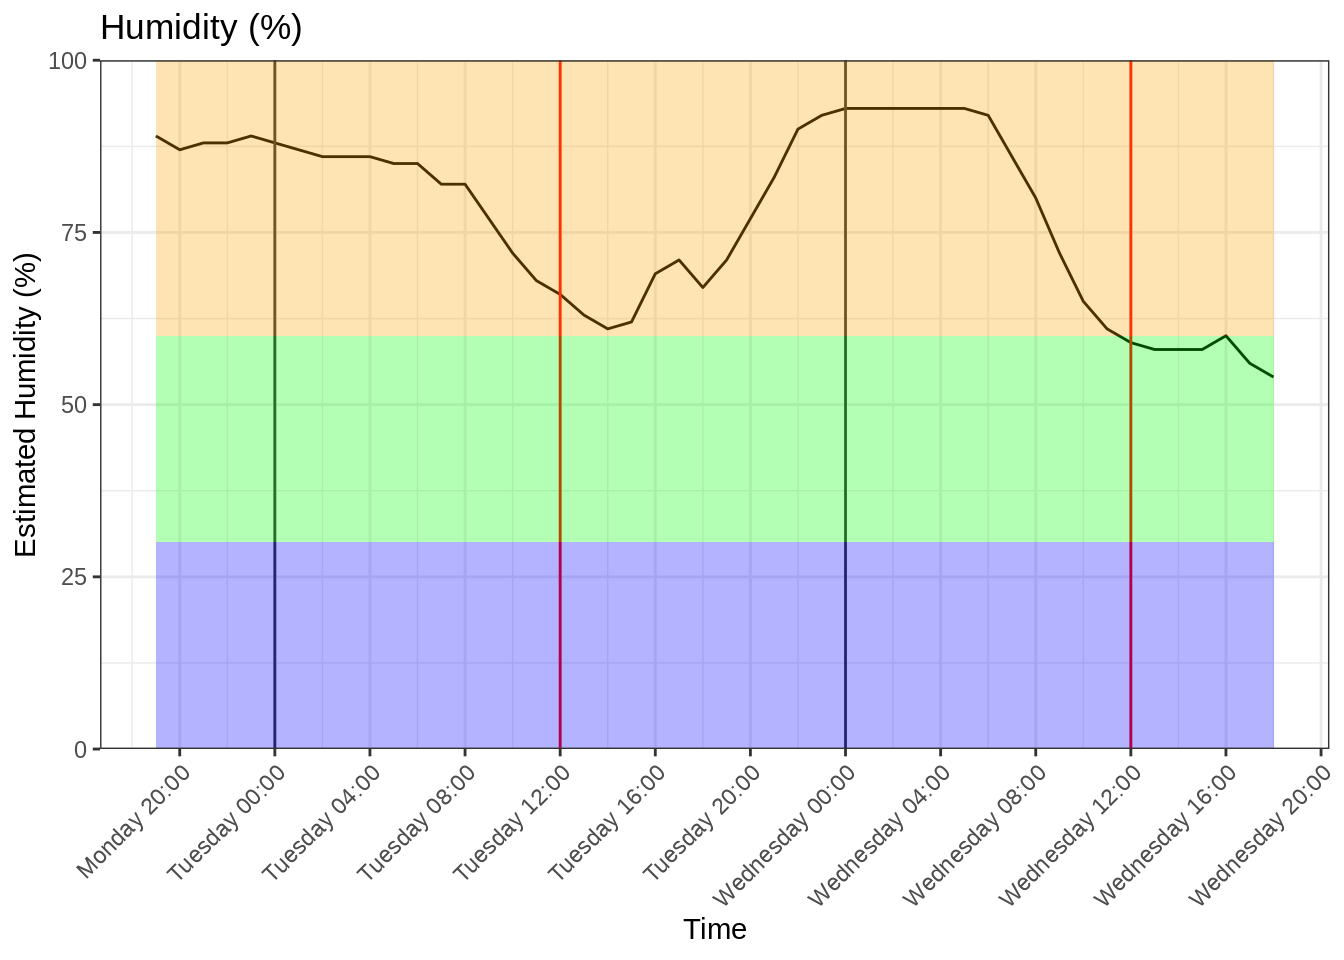 Humidity (%)
100
75
50
25
0
Estimated Humidity (%)
Monday 20:00
Tuesday 00:00
Tuesday 04:00
Tuesday 08:00
Tuesday 12:00
Tuesday 16:00
Tuesday 20:00
Wednesday 00:00
Wednesday 04:00
Wednesday 08:00
Wednesday 12:00
Wednesday 16:00
Wednesday 20:00
Time